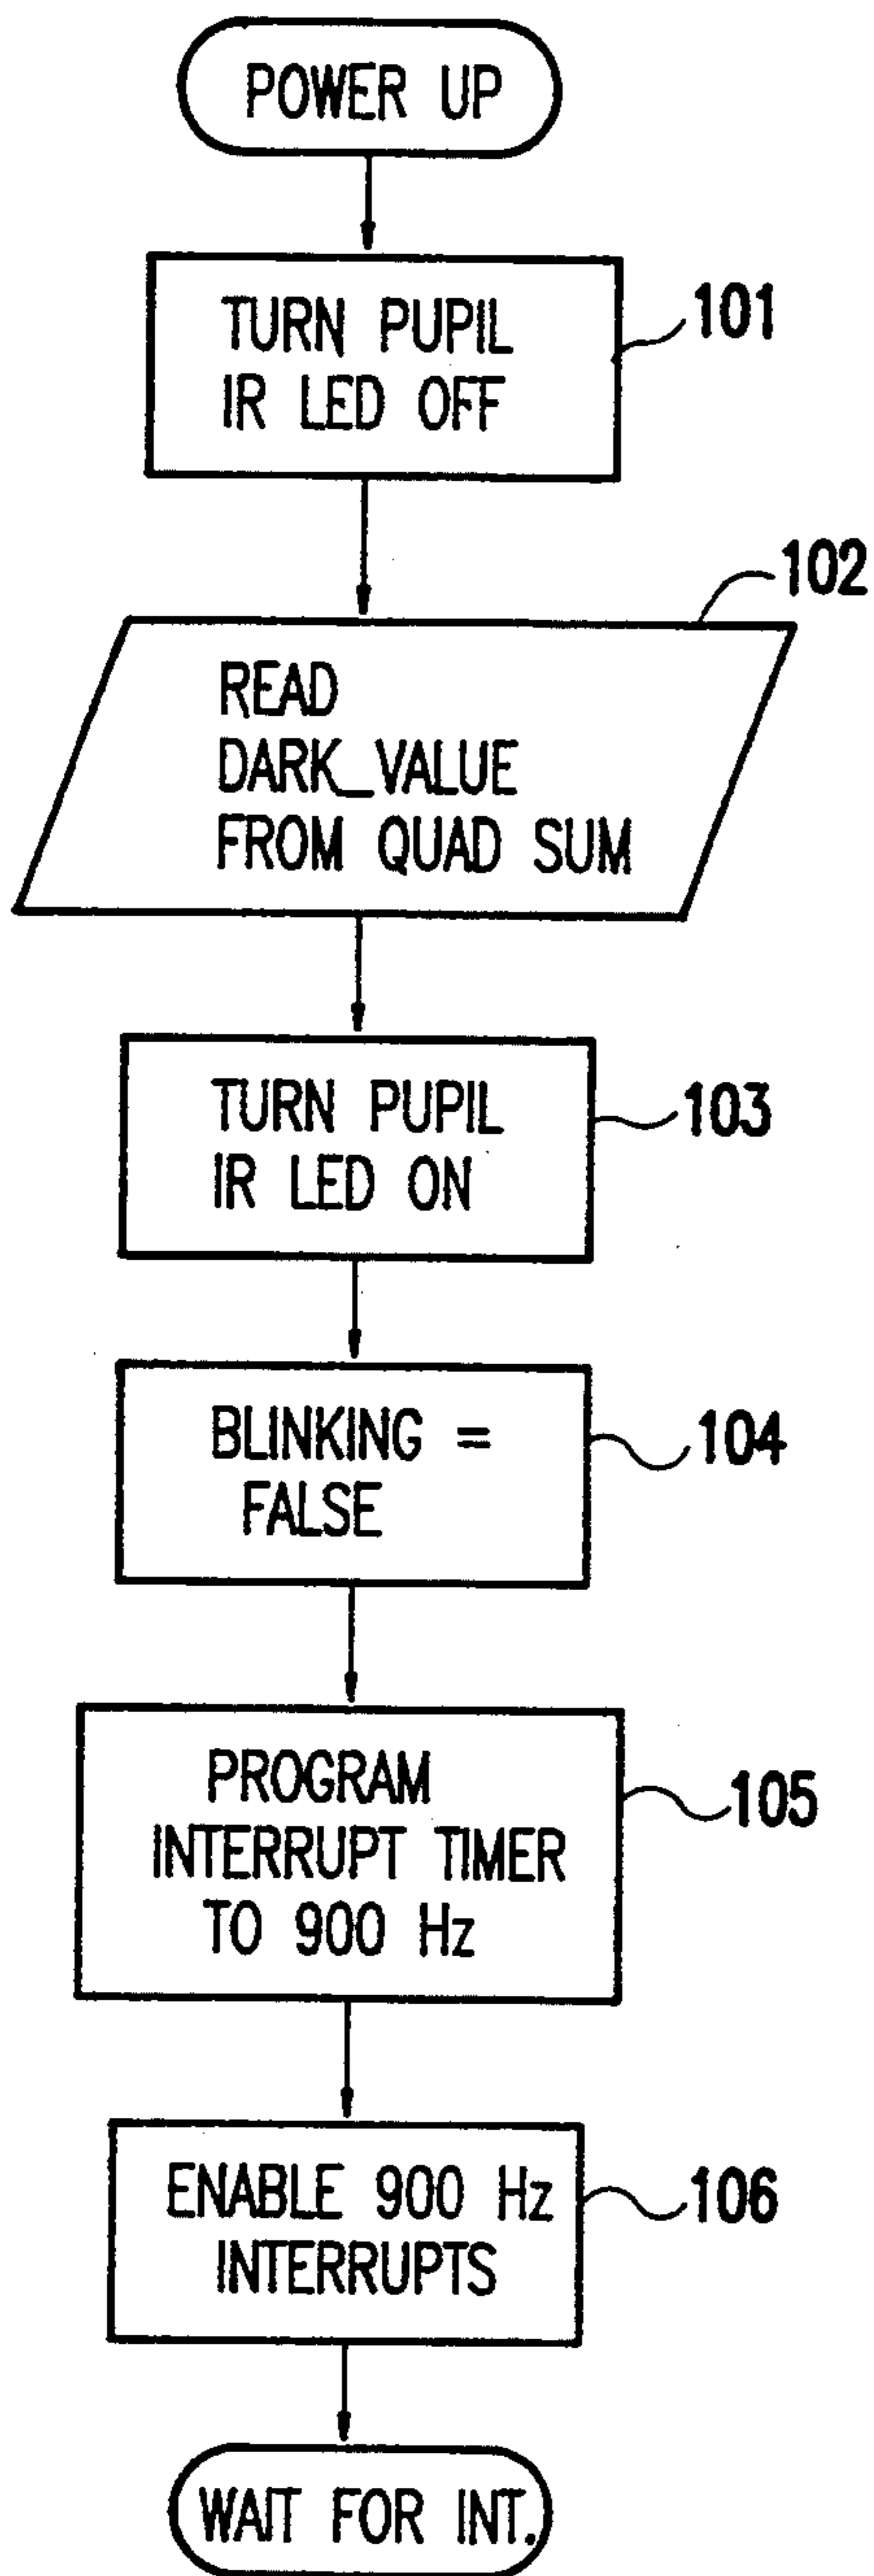 POWER UP
TURN PUPIL
IR LED OFF
101
102
READ
DARK_VALUE
FROM QUAD SUM
TURN PUPIL
IR LED ON
103
BLINKING =
FALSE
104
PROGRAM
INTERRUPT TIMER
TO 900 Hz
105
ENABLE 900 Hz
INTERRUPTS
106
WAIT FOR INT.